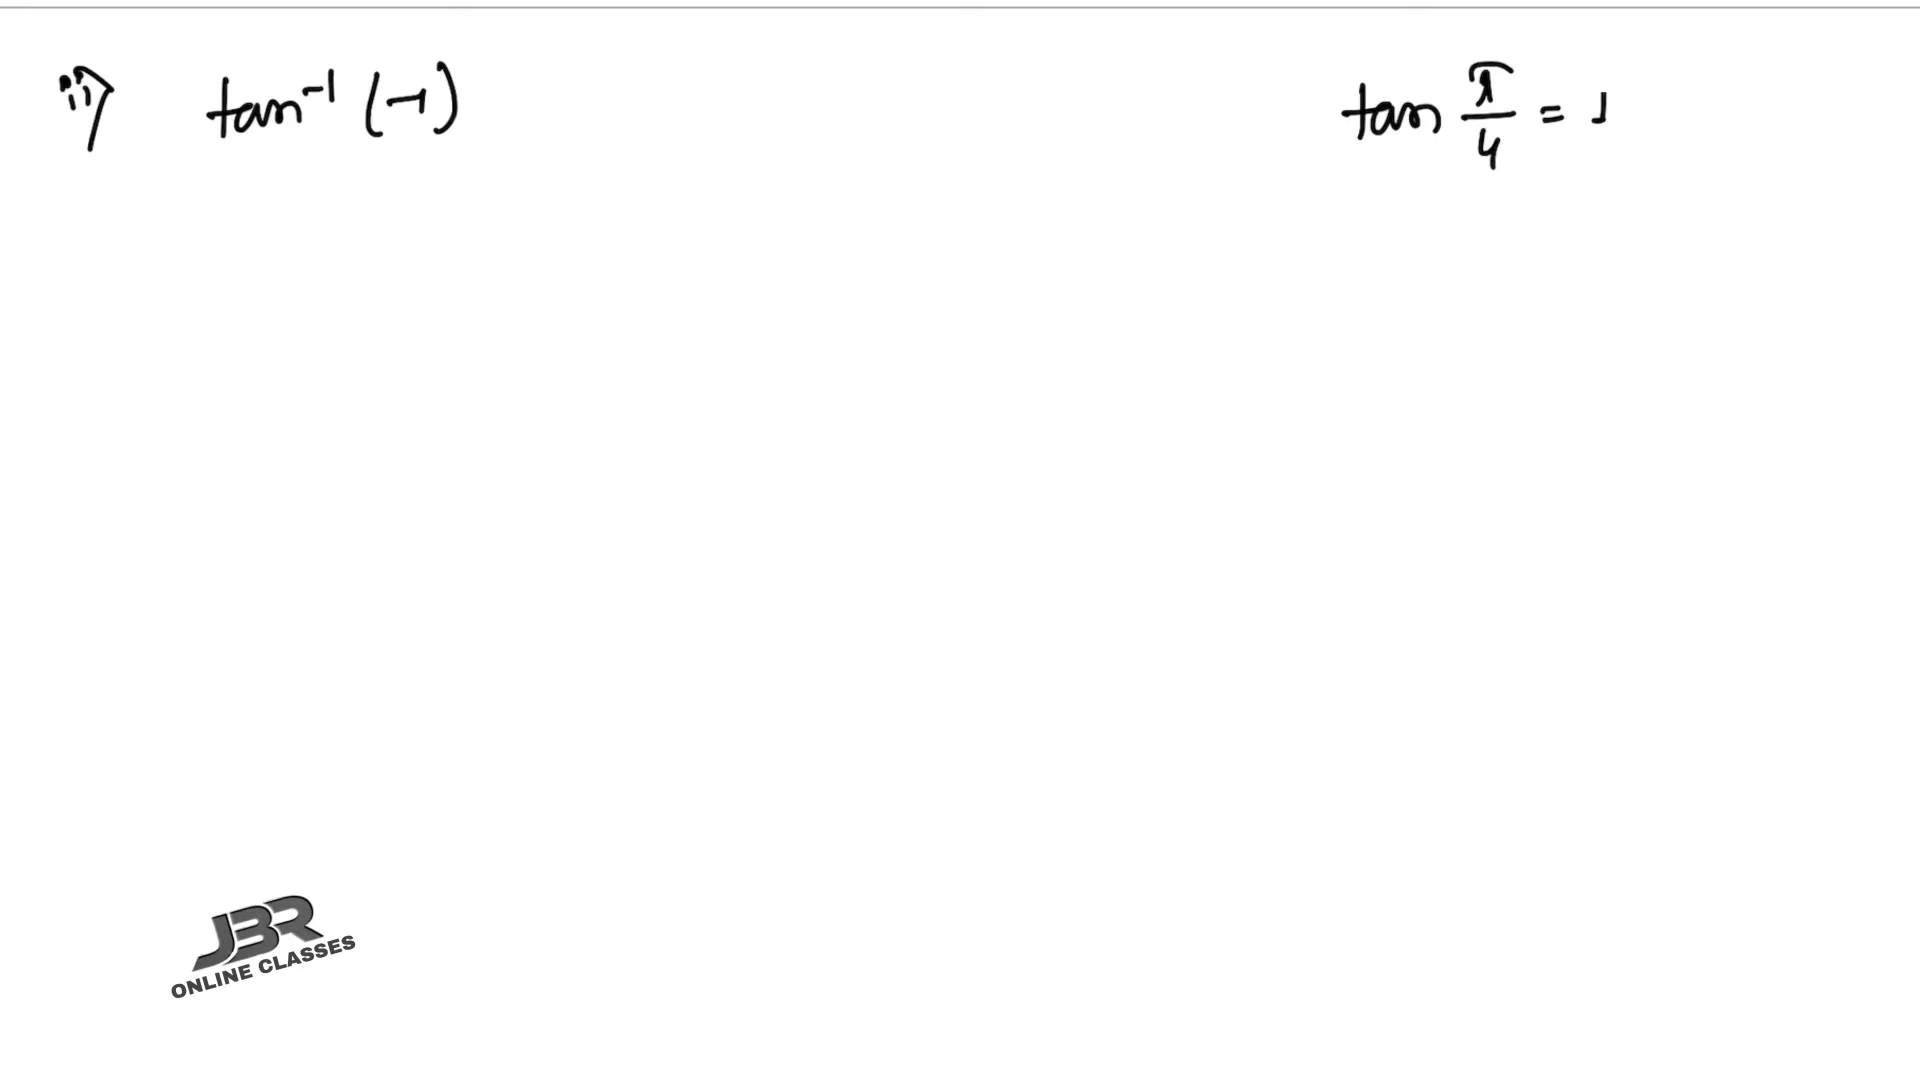 ii) tan⁻¹ (-1) tan π/4 = 1
JBR
ONLINE CLASSES